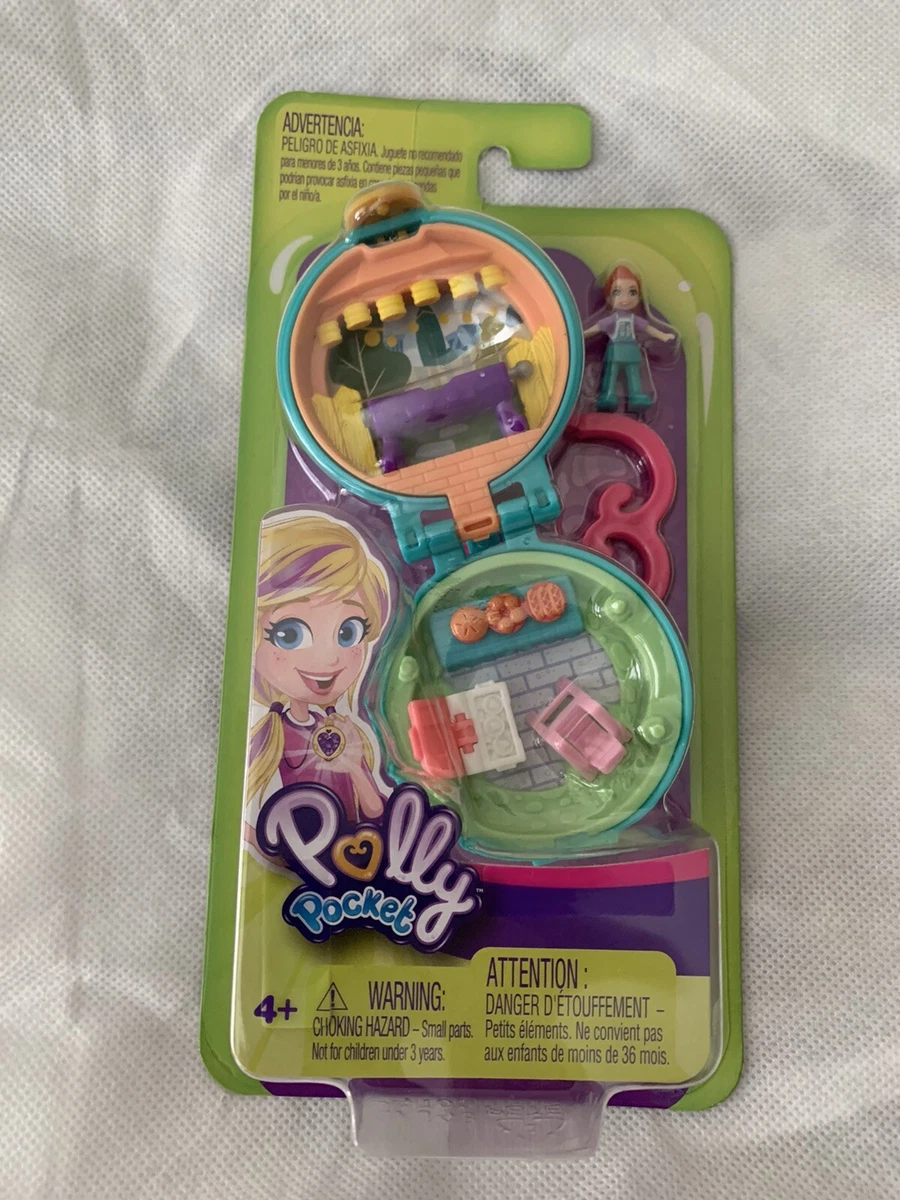 ADVERTENCIA:
PELIGRO DE ASFIXIA. Juguete no recomendado
para menores de 3 años. Contiene piezas pequeñas que
podrían provocar asfixia en
por el niño/a.
Polly
Pocket
™
4+
WARNING:
CHOKING HAZARD – Small parts.
Not for children under 3 years.
ATTENTION :
DANGER D'ÉTOUFFEMENT –
Petits éléments. Ne convient pas
aux enfants de moins de 36 mois.